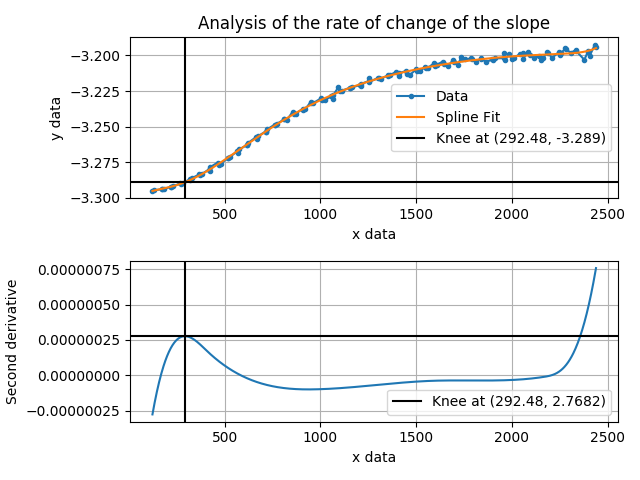 Analysis of the rate of change of the slope
−3.200
−3.225
−3.250
−3.275
−3.300
y data
Data
Spline Fit
Knee at (292.48, -3.289)
500
1000
1500
2000
2500
x data
0.00000075
0.00000050
0.00000025
0.00000000
−0.00000025
Second derivative
Knee at (292.48, 2.7682)
500
1000
1500
2000
2500
x data